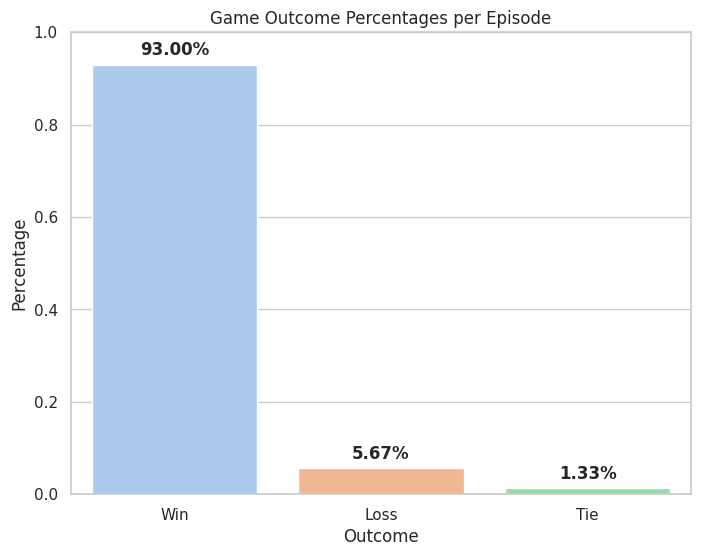 Game Outcome Percentages per Episode
1.0
93.00%
0.8
0.6
Percentage
0.4
0.2
5.67%
1.33%
0.0
Win Loss Tie
Outcome